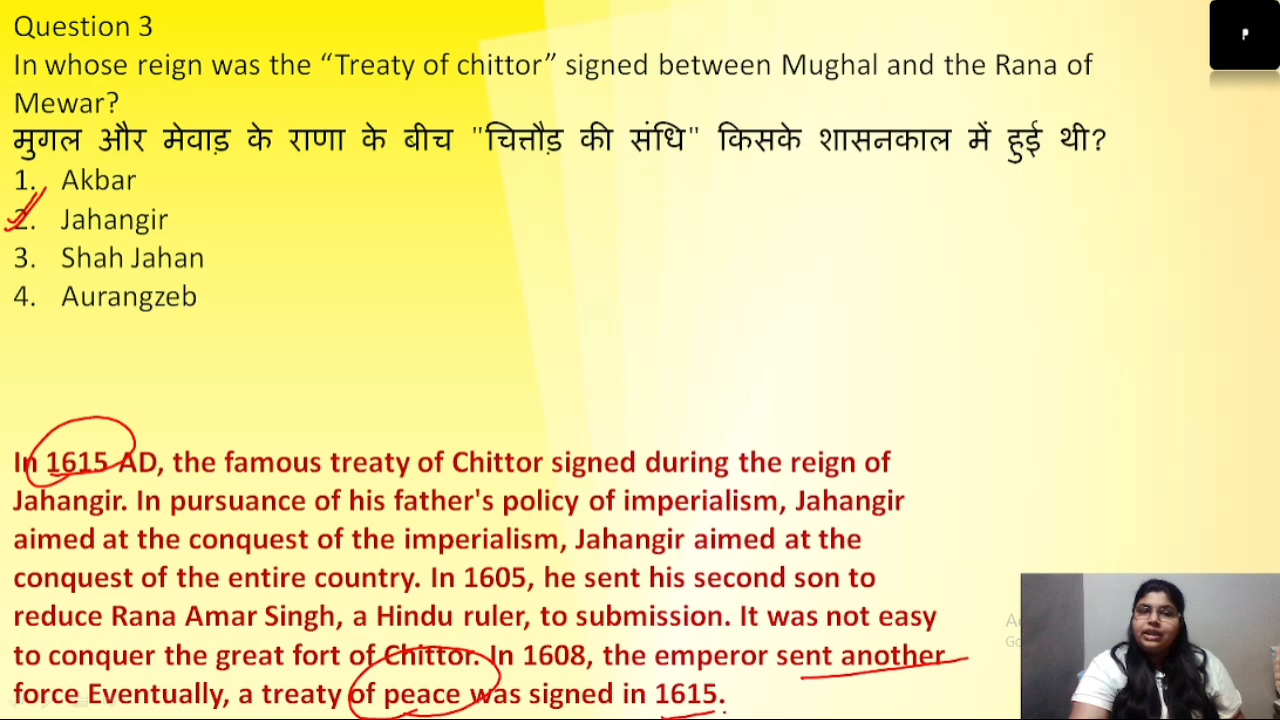 Question 3
In whose reign was the “Treaty of chittor” signed between Mughal and the Rana of
Mewar?
मुगल और मेवाड़ के राणा के बीच "चित्तौड़ की संधि" किसके शासनकाल में हुई थी?
1. Akbar
2. Jahangir
3. Shah Jahan
4. Aurangzeb
In 1615 AD, the famous treaty of Chittor signed during the reign of
Jahangir. In pursuance of his father's policy of imperialism, Jahangir
aimed at the conquest of the imperialism, Jahangir aimed at the
conquest of the entire country. In 1605, he sent his second son to
reduce Rana Amar Singh, a Hindu ruler, to submission. It was not easy
to conquer the great fort of Chittor. In 1608, the emperor sent another
force Eventually, a treaty of peace was signed in 1615.